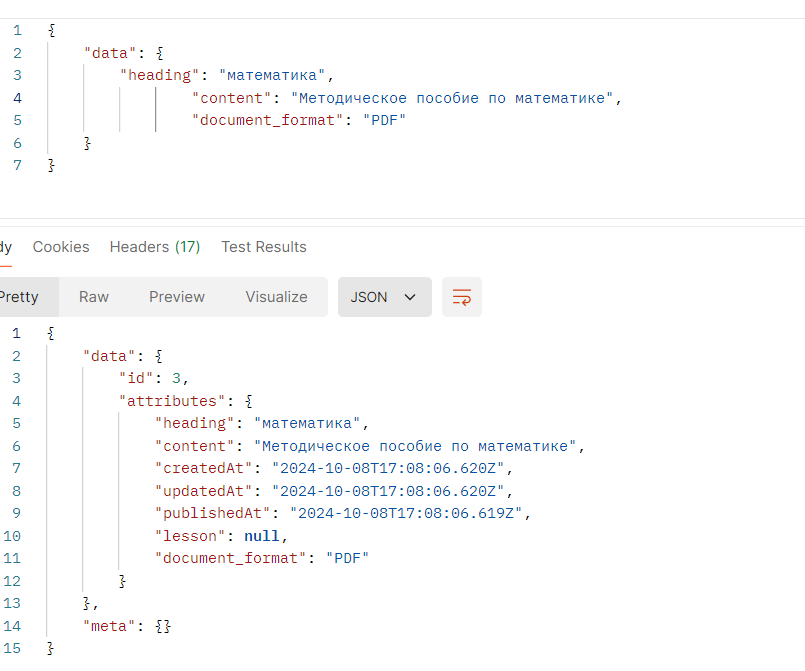 1 {
2 "data": {
3 "heading": "математика",
4 "content": "Методическое пособие по математике",
5 "document_format": "PDF"
6 }
7 }
dy Cookies Headers (17) Test Results
Pretty Raw Preview Visualize JSON
1 {
2 "data": {
3 "id": 3,
4 "attributes": {
5 "heading": "математика",
6 "content": "Методическое пособие по математике",
7 "createdAt": "2024-10-08T17:08:06.620Z",
8 "updatedAt": "2024-10-08T17:08:06.620Z",
9 "publishedAt": "2024-10-08T17:08:06.619Z",
10 "lesson": null,
11 "document_format": "PDF"
12 }
13 },
14 "meta": {}
15 }